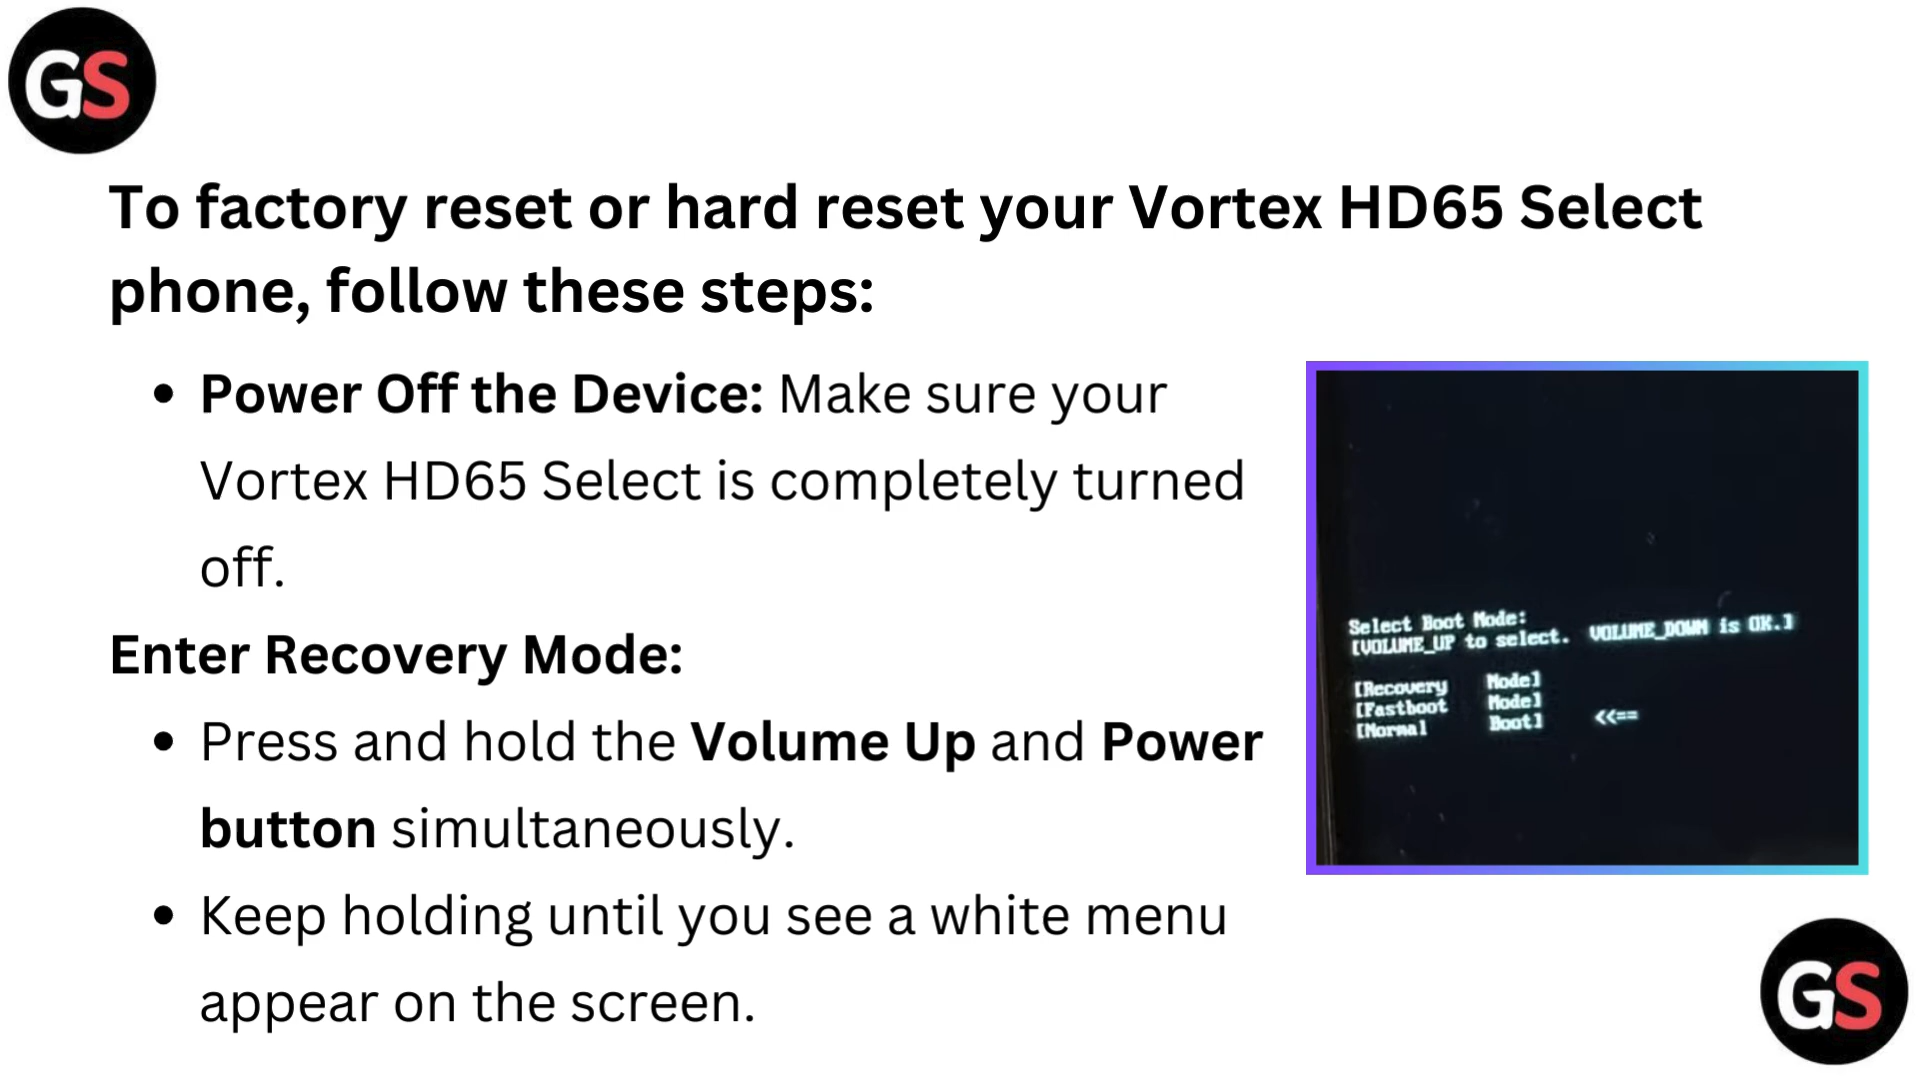 GS
To factory reset or hard reset your Vortex HD65 Select
phone, follow these steps:
• Power Off the Device: Make sure your
Vortex HD65 Select is completely turned
off.
Enter Recovery Mode:
• Press and hold the Volume Up and Power
button simultaneously.
• Keep holding until you see a white menu
appear on the screen.
Select Boot Mode:
[VOLUME_UP to select. VOLUME_DOWN is OK.]
[Recovery Mode]
[Fastboot Mode]
[Normal Boot] <<==
GS